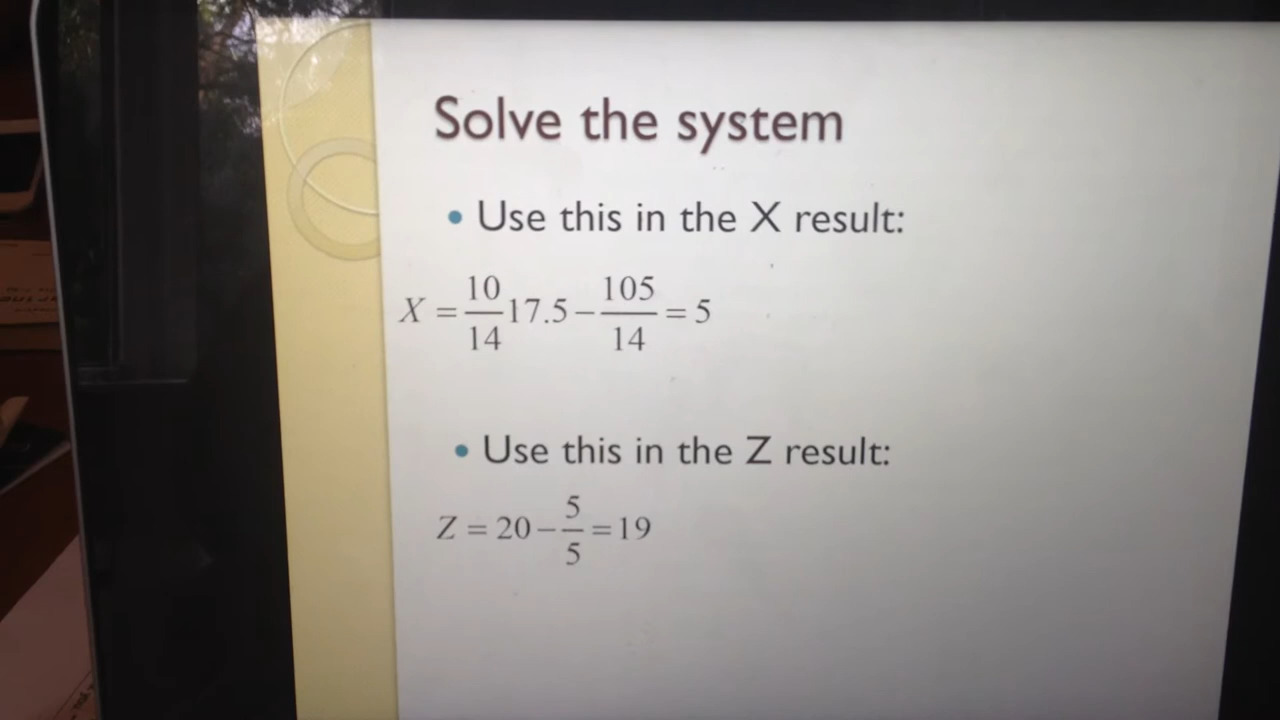 Solve the system
• Use this in the X result:
X = 10/14 17.5 − 105/14 = 5
• Use this in the Z result:
Z = 20 − 5/5 = 19